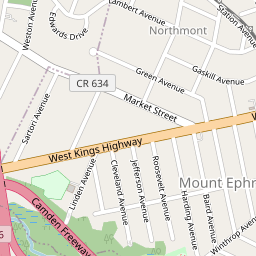 Lambert Avenue
Edwards Drive
Weston Avenue
Northmont
Station Avenue
Gaskill Avenue
Green Avenue
CR 634
Market Street
Sartori Avenue
West Kings Highway
W
Linden Avenue
Cleveland Avenue
Jefferson Avenue
Roosevelt Avenue
Mount Ephr
Harding Avenue
Baird Avenue
Winthrop Avenue
Camden Freeway
6